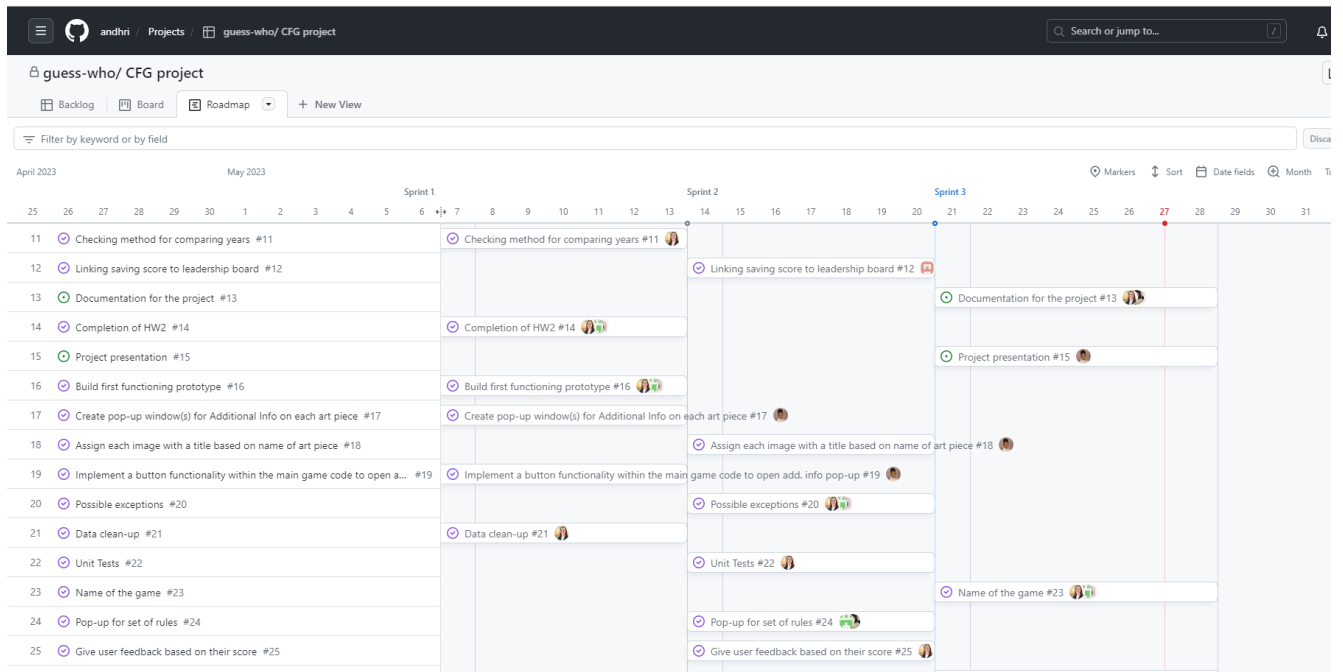 andhri / Projects / guess-who/ CFG project Search or jump to... /
guess-who/ CFG project
Backlog Board Roadmap + New View
Filter by keyword or by field Disca
April 2023 May 2023 Markers Sort Date fields Month To
Sprint 1 Sprint 2 Sprint 3
25 26 27 28 29 30 1 2 3 4 5 6 7 8 9 10 11 12 13 14 15 16 17 18 19 20 21 22 23 24 25 26 27 28 29 30 31
11 Checking method for comparing years #11 Checking method for comparing years #11
12 Linking saving score to leadership board #12 Linking saving score to leadership board #12
13 Documentation for the project #13 Documentation for the project #13
14 Completion of HW2 #14 Completion of HW2 #14
15 Project presentation #15 Project presentation #15
16 Build first functioning prototype #16 Build first functioning prototype #16
17 Create pop-up window(s) for Additional Info on each art piece #17 Create pop-up window(s) for Additional Info on each art piece #17
18 Assign each image with a title based on name of art piece #18 Assign each image with a title based on name of art piece #18
19 Implement a button functionality within the main game code to open a... #19 Implement a button functionality within the main game code to open add. info pop-up #19
20 Possible exceptions #20 Possible exceptions #20
21 Data clean-up #21 Data clean-up #21
22 Unit Tests #22 Unit Tests #22
23 Name of the game #23 Name of the game #23
24 Pop-up for set of rules #24 Pop-up for set of rules #24
25 Give user feedback based on their score #25 Give user feedback based on their score #25